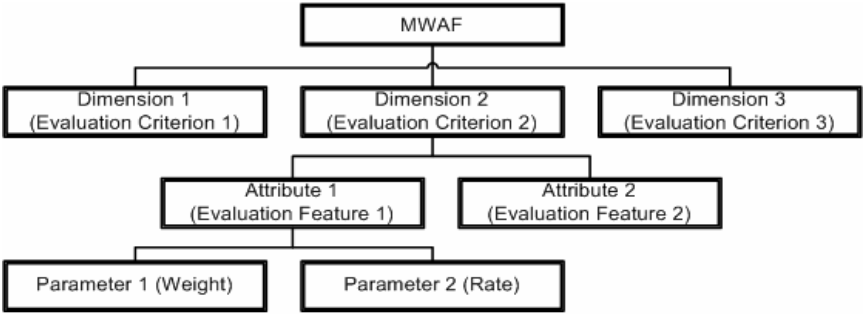 MWAF
Dimension 1
(Evaluation Criterion 1)
Dimension 2
(Evaluation Criterion 2)
Dimension 3
(Evaluation Criterion 3)
Attribute 1
(Evaluation Feature 1)
Attribute 2
(Evaluation Feature 2)
Parameter 1 (Weight)
Parameter 2 (Rate)